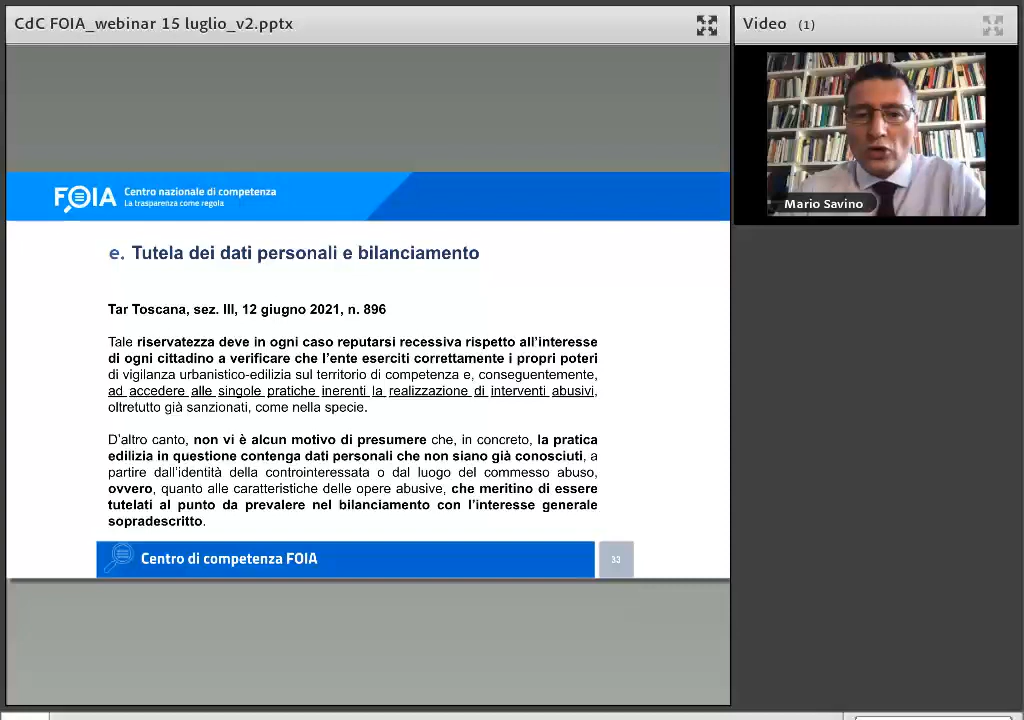 CdC FOIA_webinar 15 luglio_v2.pptx
Video (1)
Mario Savino
FOIA
Centro nazionale di competenza
La trasparenza come regola
e. Tutela dei dati personali e bilanciamento
Tar Toscana, sez. III, 12 giugno 2021, n. 896
Tale riservatezza deve in ogni caso reputarsi recessiva rispetto all'interesse
di ogni cittadino a verificare che l'ente eserciti correttamente i propri poteri
di vigilanza urbanistico-edilizia sul territorio di competenza e, conseguentemente,
ad accedere alle singole pratiche inerenti la realizzazione di interventi abusivi,
oltretutto già sanzionati, come nella specie.
D'altro canto, non vi è alcun motivo di presumere che, in concreto, la pratica
edilizia in questione contenga dati personali che non siano già conosciuti, a
partire dall'identità della controinteressata o dal luogo del commesso abuso,
ovvero, quanto alle caratteristiche delle opere abusive, che meritino di essere
tutelati al punto da prevalere nel bilanciamento con l'interesse generale
sopradescritto.
Centro di competenza FOIA
33